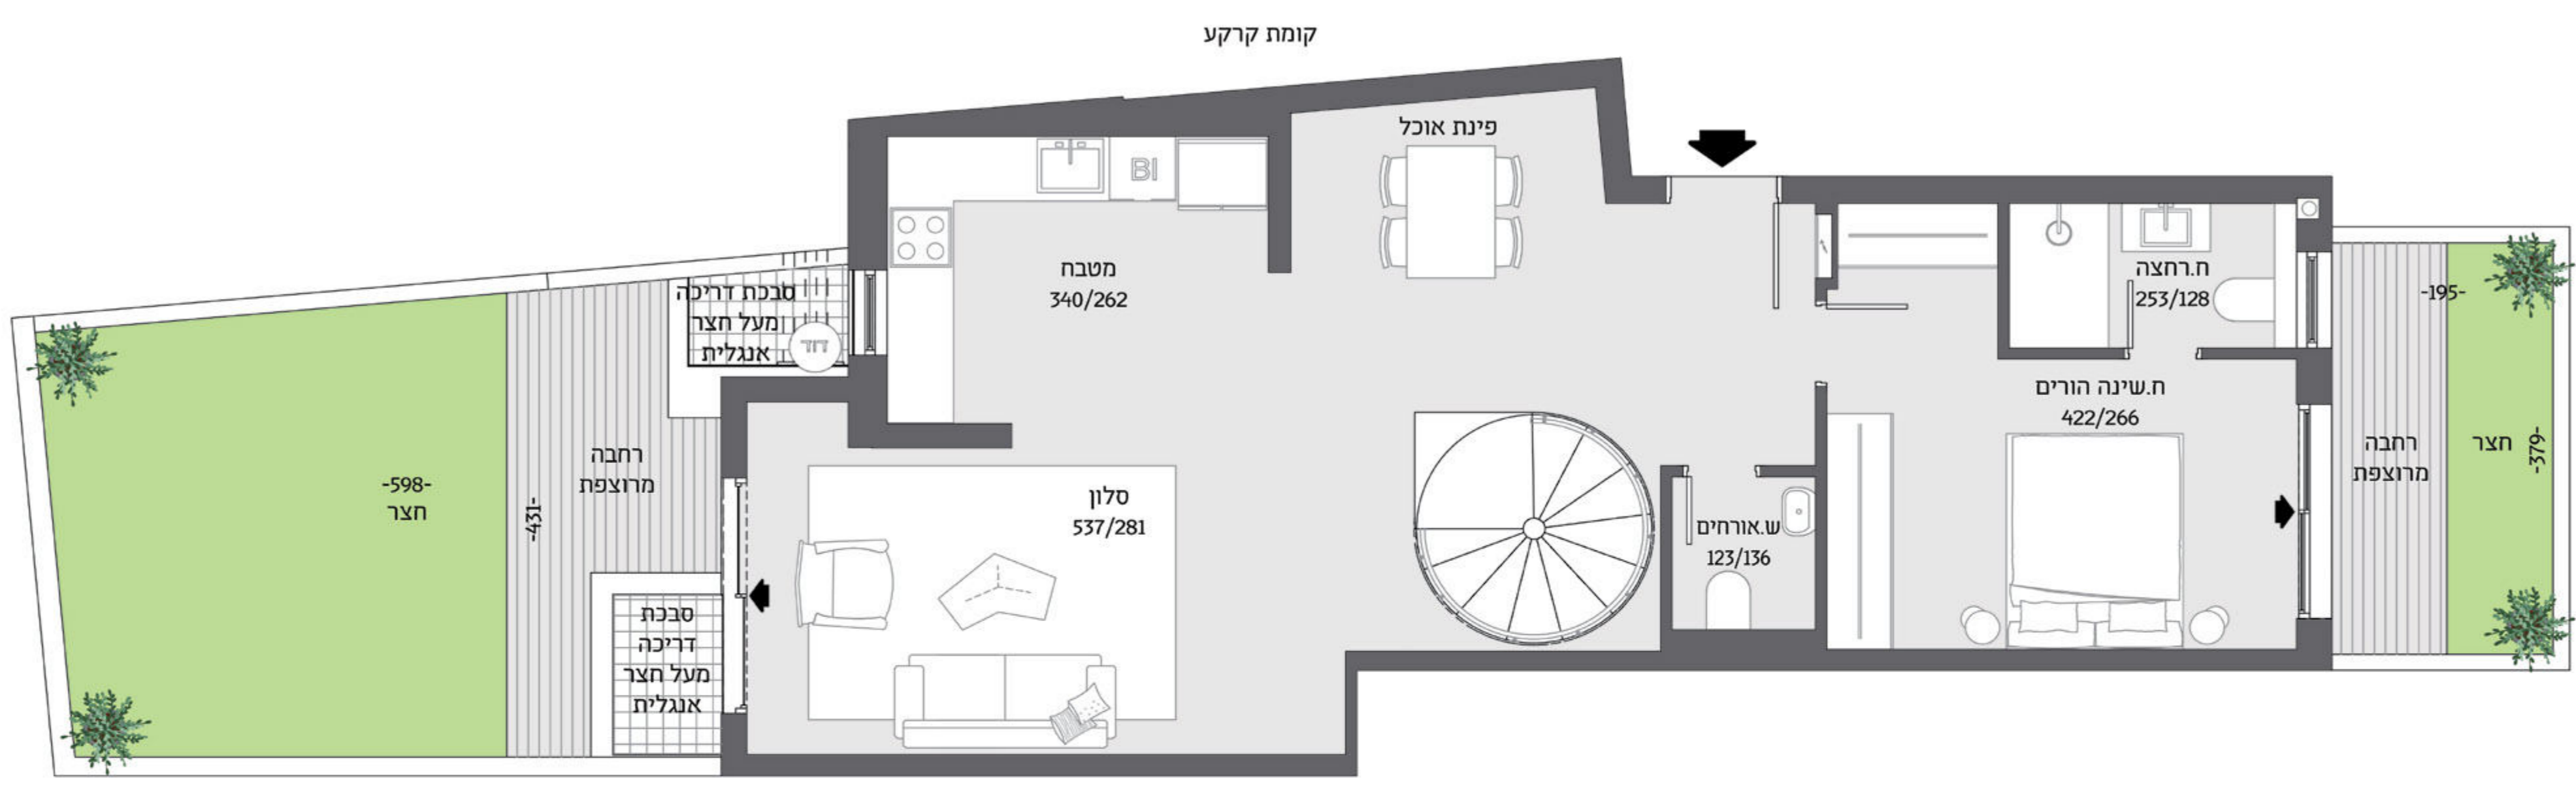 קומת קרקע
פינת אוכל
BI
מטבח
340/262
ח.רחצה
253/128
-195-
סבכת דריכה
מעל חצר
אנגלית
דוד
ח.שינה הורים
422/266
רחבה
מרוצפת
חצר
-379-
רחבה
מרוצפת
-598-
חצר
-431-
סלון
537/281
ש.אורחים
123/136
סבכת
דריכה
מעל חצר
אנגלית